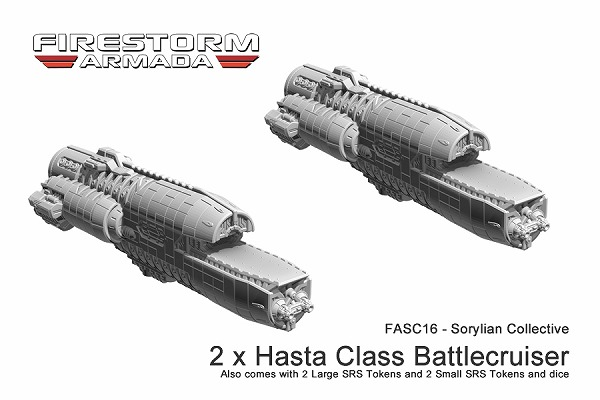 FIRESTORM
ARMADA
FASC16 - Sorylian Collective
2 x Hasta Class Battlecruiser
Also comes with 2 Large SRS Tokens and 2 Small SRS Tokens and dice